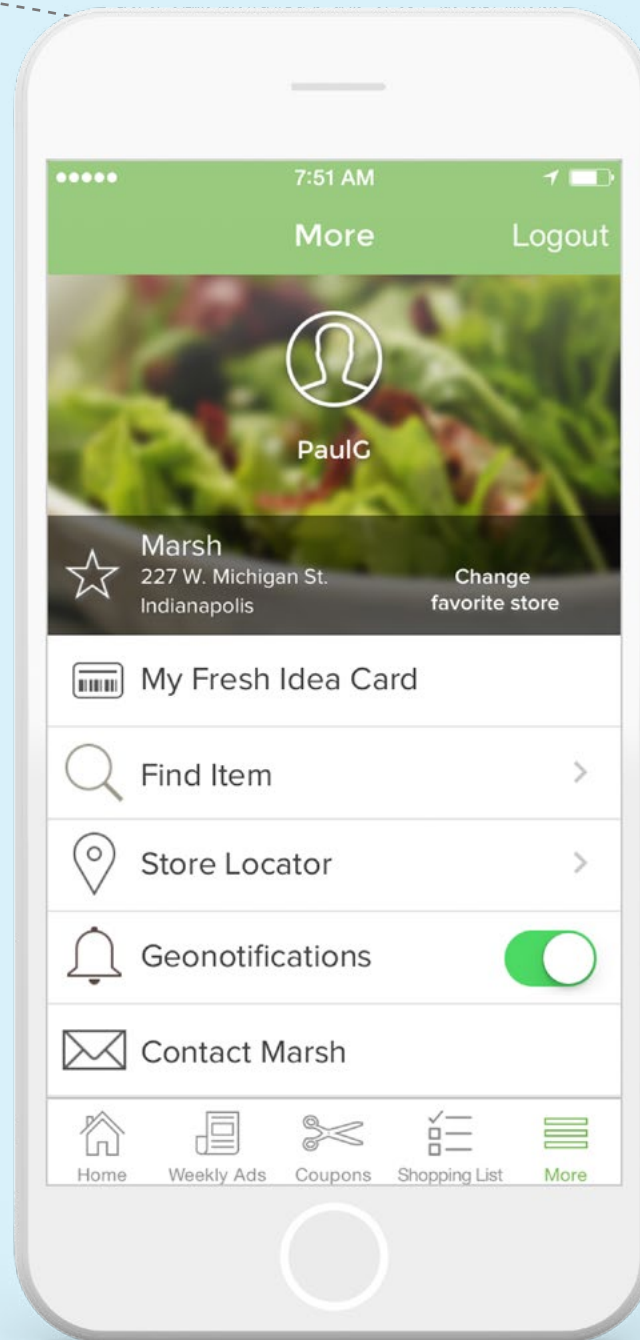 7:51 AM
More
Logout
PaulG
Marsh
227 W. Michigan St.
Indianapolis
Change
favorite store
My Fresh Idea Card
Find Item
Store Locator
Geonotifications
Contact Marsh
Home
Weekly Ads
Coupons
Shopping List
More